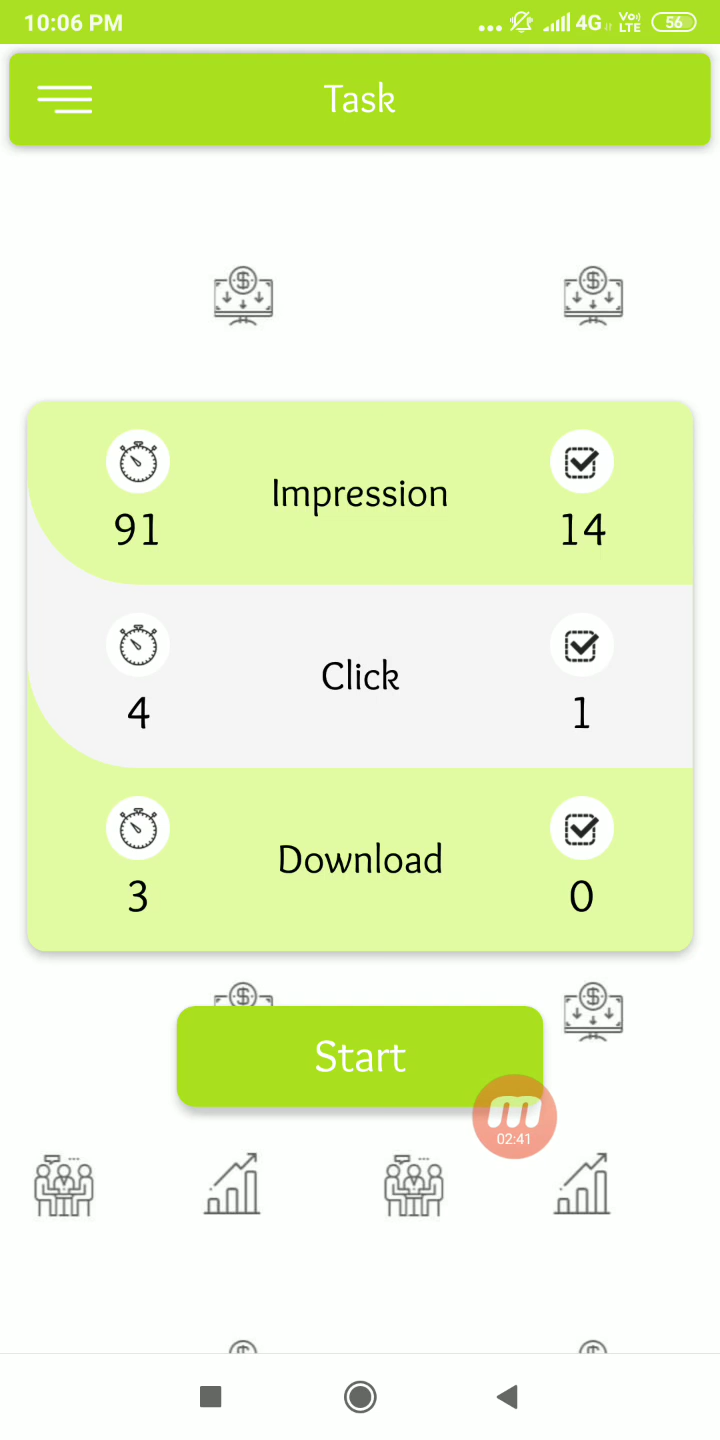 10:06 PM
4G
Vo))
LTE
56
Task
Impression
91
14
Click
4
1
Download
3
0
Start
m
02:41